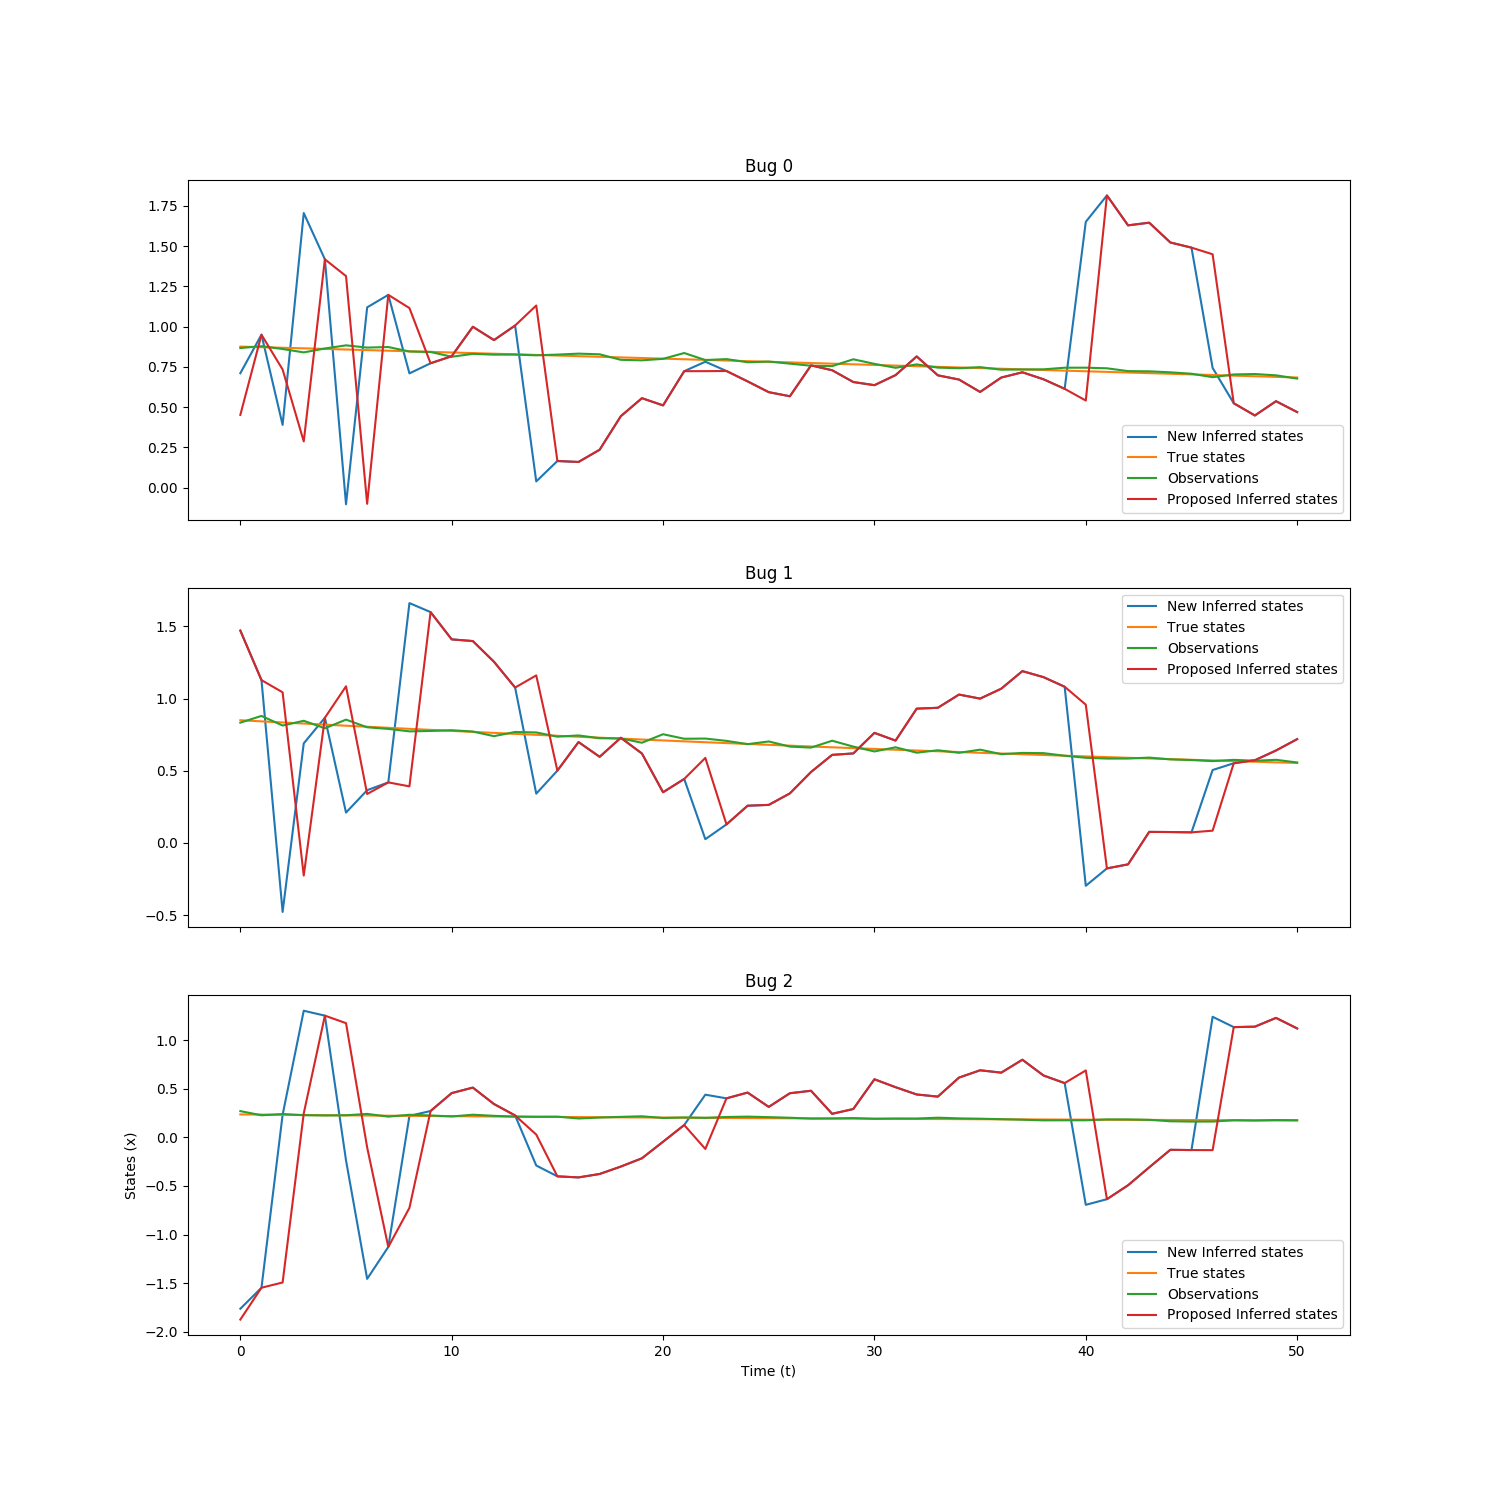 Bug 0
1.75
1.50
1.25
1.00
0.75
0.50
0.25
0.00
New Inferred states
True states
Observations
Proposed Inferred states
Bug 1
1.5
1.0
0.5
0.0
−0.5
New Inferred states
True states
Observations
Proposed Inferred states
Bug 2
1.0
0.5
0.0
−0.5
−1.0
−1.5
−2.0
States (x)
New Inferred states
True states
Observations
Proposed Inferred states
0 10 20 30 40 50
Time (t)